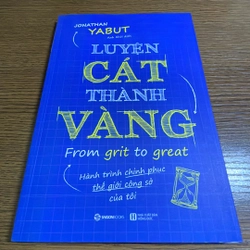 JONATHAN
YABUT
LUYỆN
CÁT
THÀNH
VÀNG
From grit to great
Hành trình chinh phục
thế giới công sở
của tôi